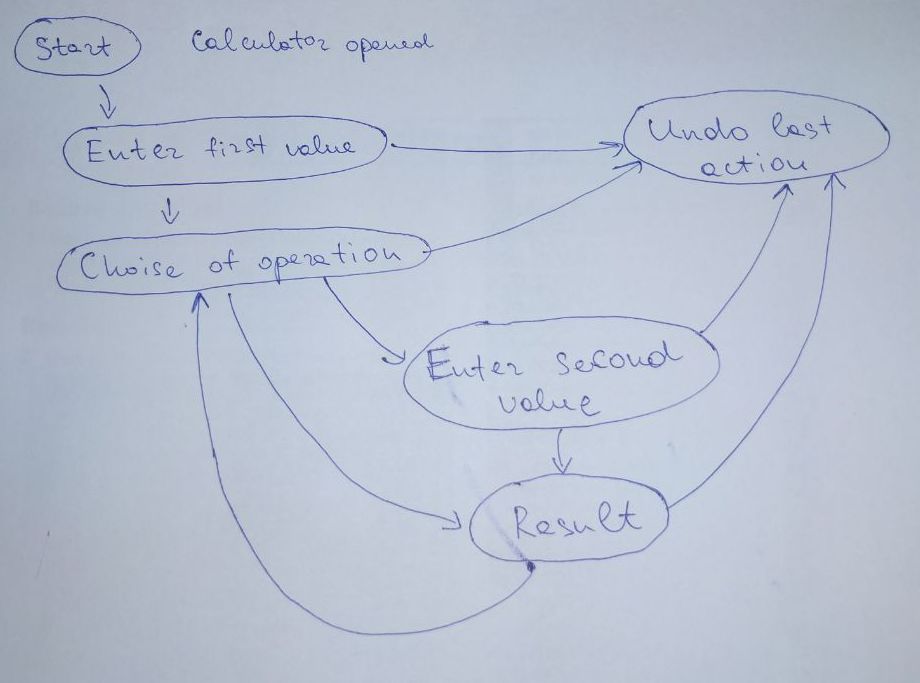 Start
Calculator opened
Enter first value
Undo last
action
Choise of operation
Enter second
value
Result